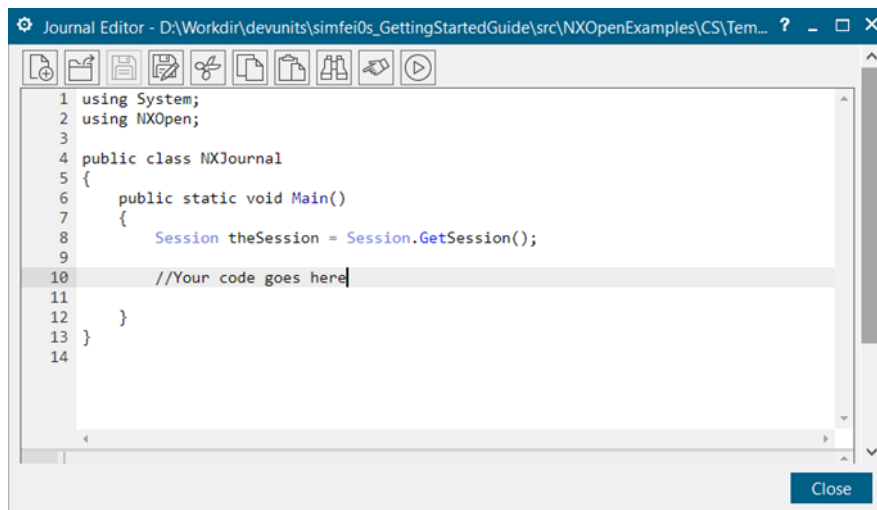 Journal Editor - D:\Workdir\devunits\simfei0s_GettingStartedGuide\src\NXOpenExamples\CS\Tem... ?
1 using System;
2 using NXOpen;
3
4 public class NXJournal
5 {
6     public static void Main()
7     {
8         Session theSession = Session.GetSession();
9
10         //Your code goes here
11
12     }
13 }
14
Close